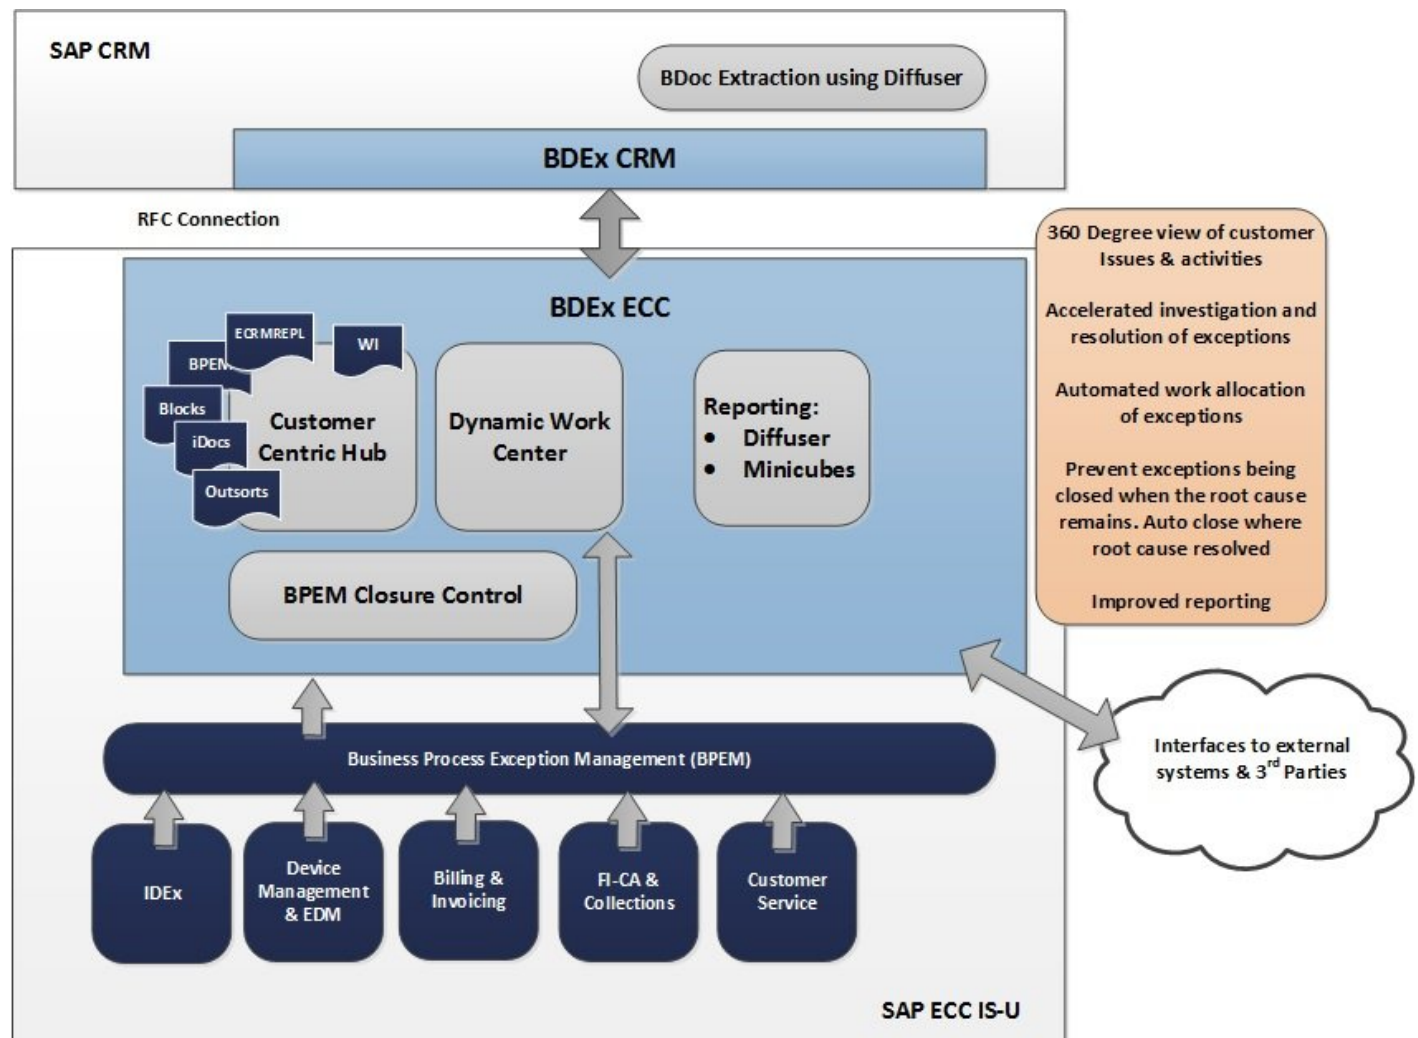 SAP CRM
BDoc Extraction using Diffuser
BDEx CRM
RFC Connection
360 Degree view of customer
Issues & activities
Accelerated investigation and
resolution of exceptions
Automated work allocation
of exceptions
Prevent exceptions being
closed when the root cause
remains. Auto close where
root cause resolved
Improved reporting
BDEx ECC
ECRMREPL
WI
BPEM
Blocks
iDocs
Outsorts
Customer
Centric Hub
Dynamic Work
Center
Reporting:
• Diffuser
• Minicubes
BPEM Closure Control
Interfaces to external
systems & 3rd Parties
Business Process Exception Management (BPEM)
IDEx
Device
Management
& EDM
Billing &
Invoicing
FI-CA &
Collections
Customer
Service
SAP ECC IS-U